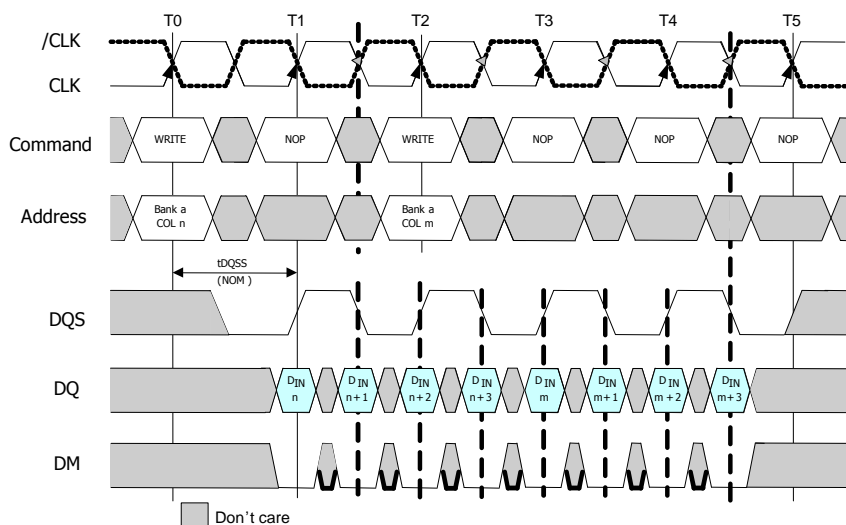 T0 T1 T2 T3 T4 T5
/CLK
CLK
Command
WRITE NOP WRITE NOP NOP NOP
Address
Bank a
COL n
Bank a
COL m
tDQSS
(NOM)
DQS
DQ
DIN
n
DIN
n+1
DIN
n+2
DIN
n+3
DIN
m
DIN
m+1
DIN
m+2
DIN
m+3
DM
Don't care